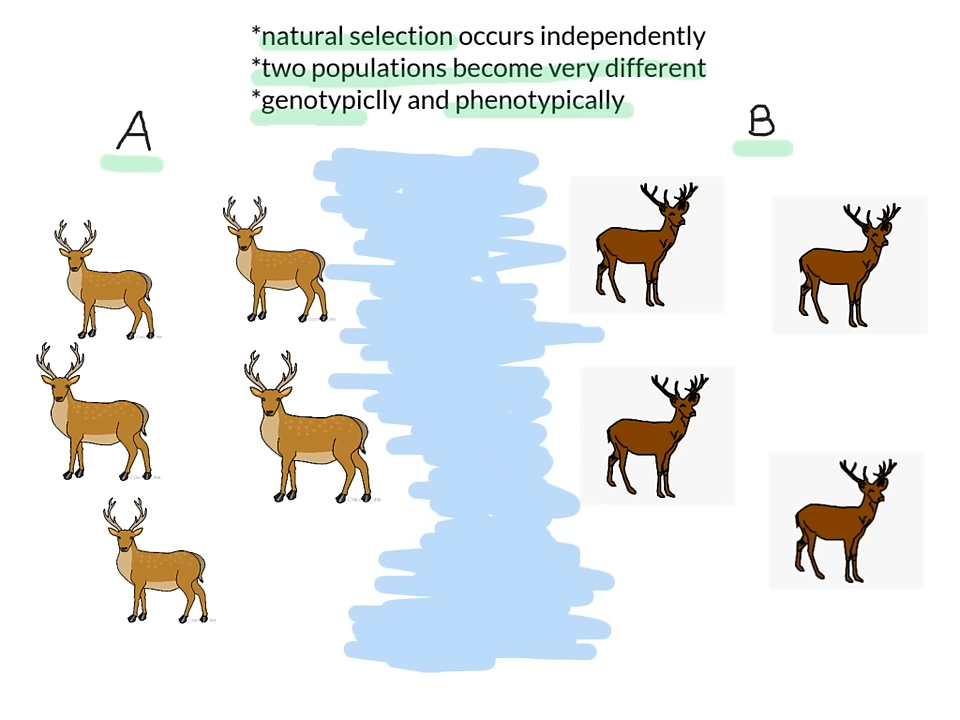 *natural selection occurs independently
*two populations become very different
*genotypiclly and phenotypically
A
B